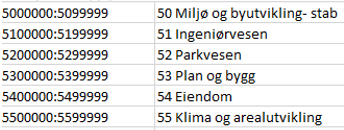 5000000:5099999 50 Miljø og byutvikling- stab
5100000:5199999 51 Ingeniørvesen
5200000:5299999 52 Parkvesen
5300000:5399999 53 Plan og bygg
5400000:5499999 54 Eiendom
5500000:5599999 55 Klima og arealutvikling